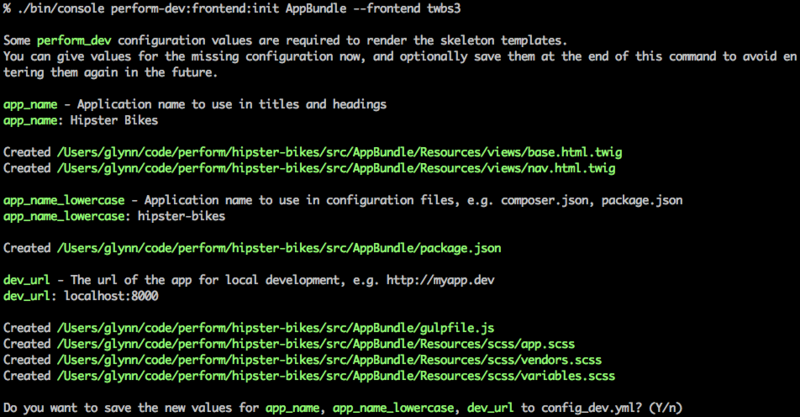 % ./bin/console perform-dev:frontend:init AppBundle --frontend twbs3
Some perform_dev configuration values are required to render the skeleton templates.
You can give values for the missing configuration now, and optionally save them at the end of this command to avoid en
tering them again in the future.
app_name - Application name to use in titles and headings
app_name: Hipster Bikes
Created /Users/glynn/code/perform/hipster-bikes/src/AppBundle/Resources/views/base.html.twig
Created /Users/glynn/code/perform/hipster-bikes/src/AppBundle/Resources/views/nav.html.twig
app_name_lowercase - Application name to use in configuration files, e.g. composer.json, package.json
app_name_lowercase: hipster-bikes
Created /Users/glynn/code/perform/hipster-bikes/src/AppBundle/package.json
dev_url - The url of the app for local development, e.g. http://myapp.dev
dev_url: localhost:8000
Created /Users/glynn/code/perform/hipster-bikes/src/AppBundle/gulpfile.js
Created /Users/glynn/code/perform/hipster-bikes/src/AppBundle/Resources/scss/app.scss
Created /Users/glynn/code/perform/hipster-bikes/src/AppBundle/Resources/scss/vendors.scss
Created /Users/glynn/code/perform/hipster-bikes/src/AppBundle/Resources/scss/variables.scss
Do you want to save the new values for app_name, app_name_lowercase, dev_url to config_dev.yml? (Y/n)